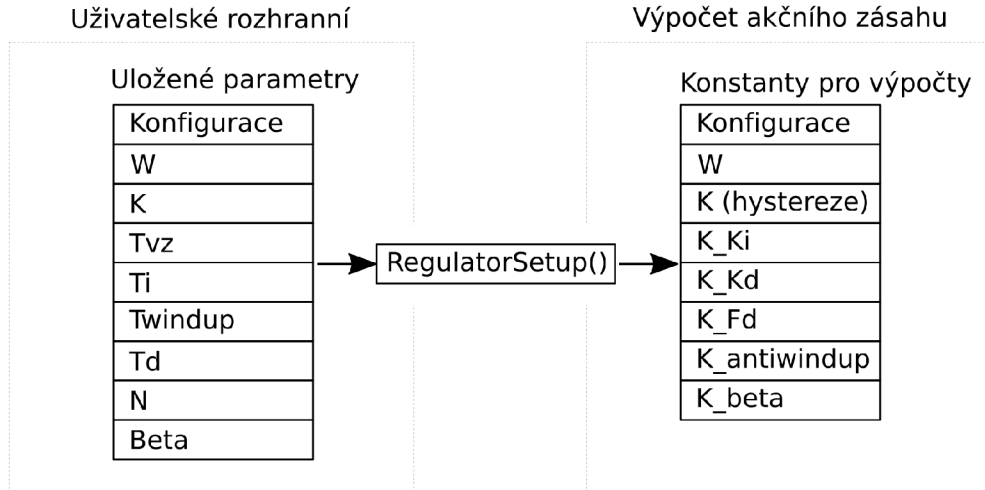 Uživatelské rozhranní
Uložené parametry
Konfigurace
W
K
Tvz
Ti
Twindup
Td
N
Beta
RegulatorSetup()
Výpočet akčního zásahu
Konstanty pro výpočty
Konfigurace
W
K (hystereze)
K_Ki
K_Kd
K_Fd
K_antiwindup
K_beta